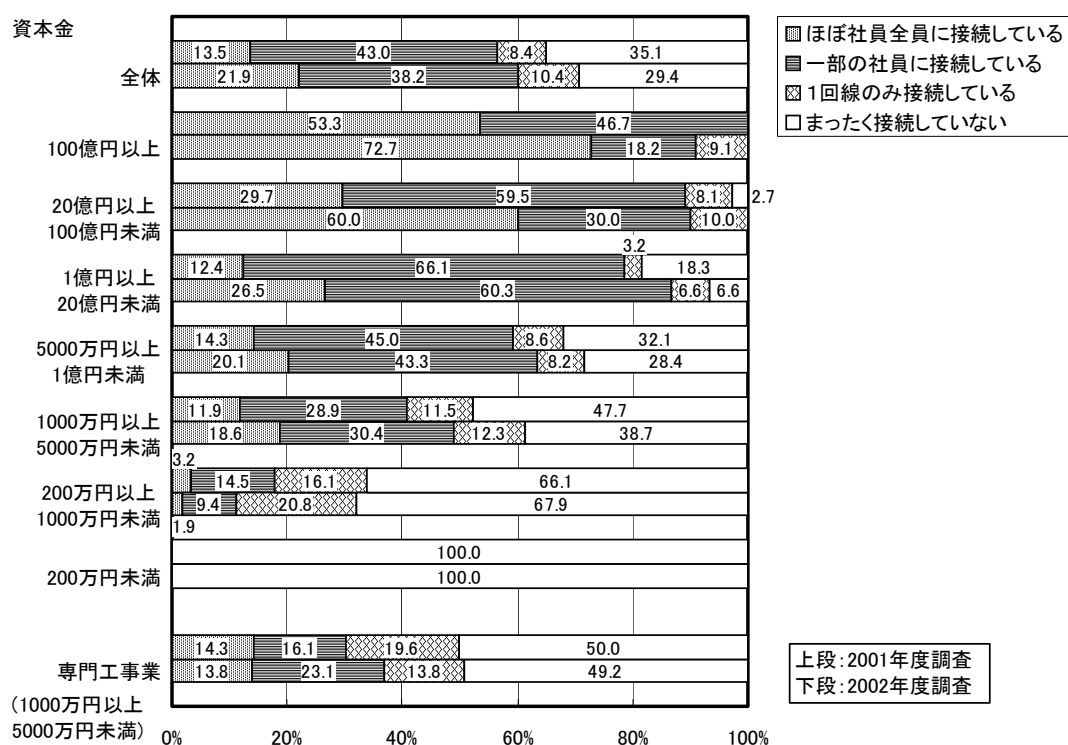 資本金
ほぼ社員全員に接続している
一部の社員に接続している
1回線のみ接続している
まったく接続していない
全体
13.5 43.0 8.4 35.1
21.9 38.2 10.4 29.4
100億円以上
53.3 46.7
72.7 18.2 9.1
20億円以上
100億円未満
29.7 59.5 8.1 2.7
60.0 30.0 10.0
1億円以上
20億円未満
12.4 66.1 3.2 18.3
26.5 60.3 6.6 6.6
5000万円以上
1億円未満
14.3 45.0 8.6 32.1
20.1 43.3 8.2 28.4
1000万円以上
5000万円未満
11.9 28.9 11.5 47.7
18.6 30.4 12.3 38.7
200万円以上
1000万円未満
3.2 14.5 16.1 66.1
1.9 9.4 20.8 67.9
200万円未満
100.0
100.0
専門工事業
(1000万円以上
5000万円未満)
14.3 16.1 19.6 50.0
13.8 23.1 13.8 49.2
上段:2001年度調査
下段:2002年度調査
0% 20% 40% 60% 80% 100%